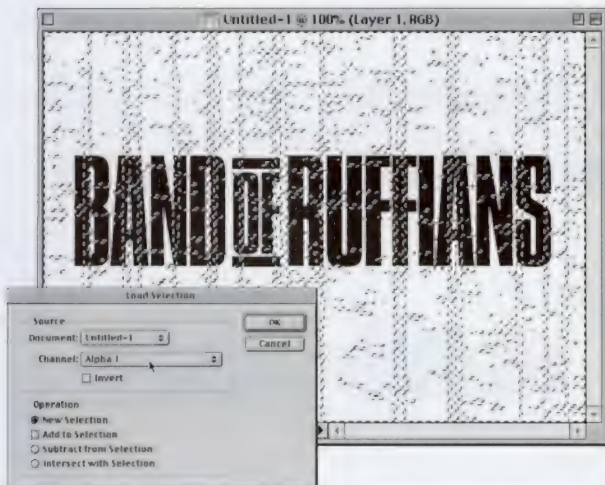 Untitled-1 @ 100% (Layer 1, RGB)
BAND OF RUFFIANS
Load Selection
Source
Document: Untitled-1
Channel: Alpha 1
Invert
OK
Cancel
Operation
New Selection
Add to Selection
Subtract from Selection
Intersect with Selection